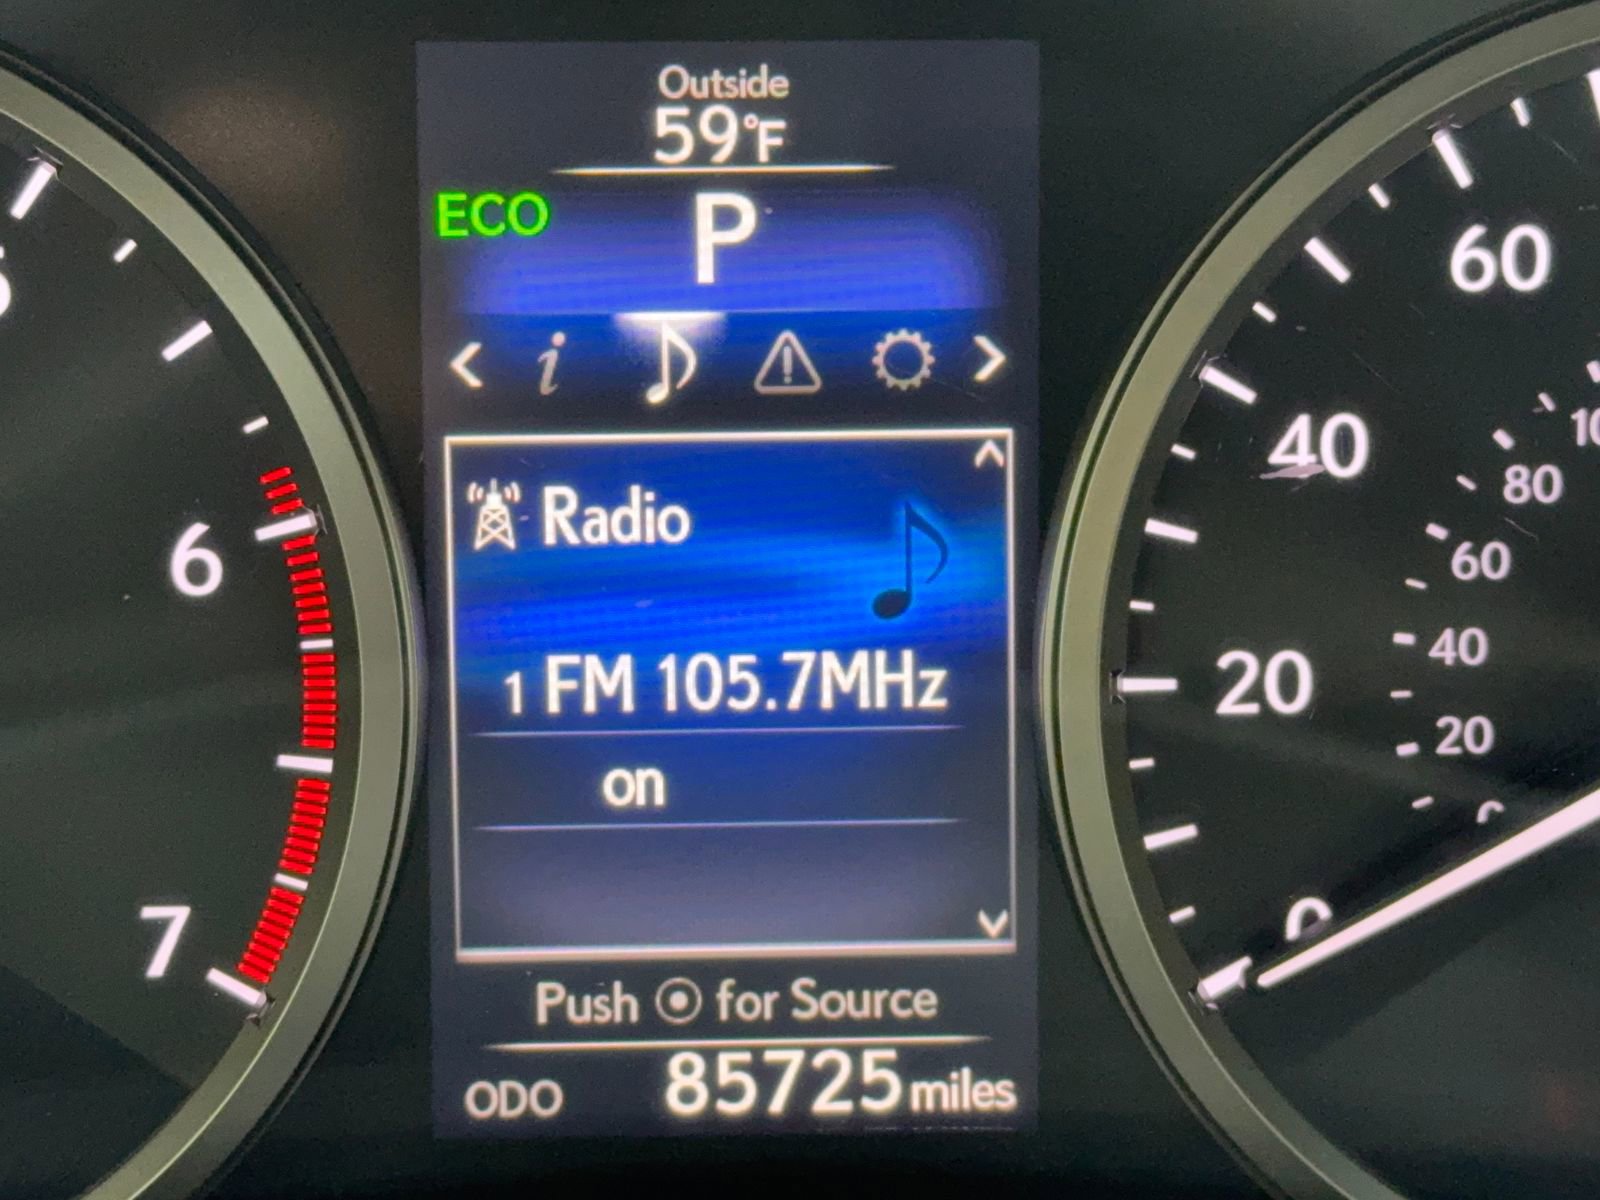 Outside
59°F
ECO
P
i
Radio
1 FM 105.7MHz
on
Push for Source
ODO 85725 miles
6
7
60
40
20
0
80
60
40
20